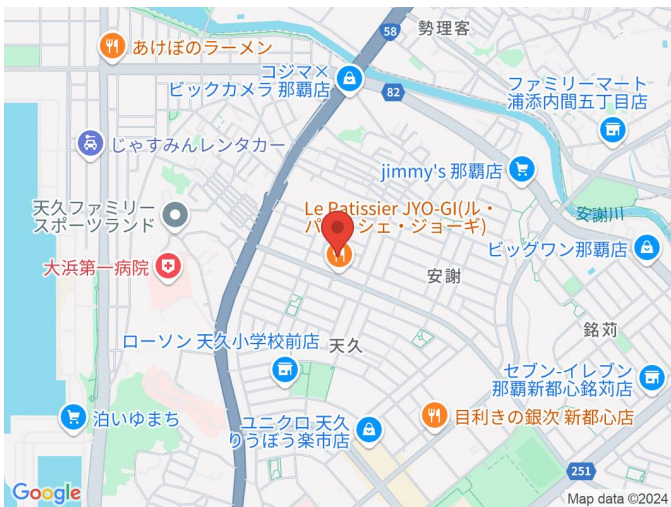 勢理客
58
あけぼのラーメン
コジマ×
ビックカメラ 那覇店
82
ファミリーマート
浦添内間五丁目店
じゃすみんレンタカー
jimmy's 那覇店
天久ファミリー
スポーツランド
Le Patissier JYO-GI(ル・
パ シェ・ジョーギ)
安謝川
大浜第一病院
安謝
ビッグワン那覇店
ローソン 天久小学校前店
天久
銘苅
セブン-イレブン
那覇新都心銘苅店
泊いゆまち
ユニクロ 天久
りうぼう楽市店
目利きの銀次 新都心店
251
Google
Map data ©2024